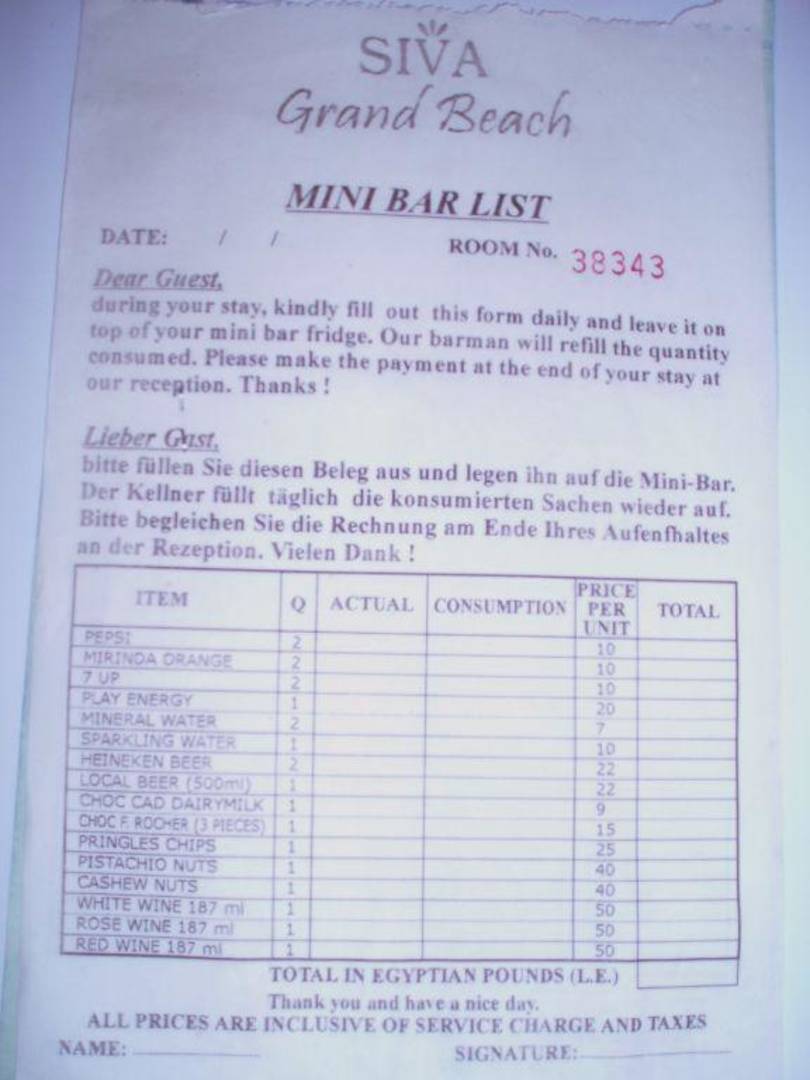 SIVA
Grand Beach
MINI BAR LIST
DATE: / / ROOM No. 38343
Dear Guest,
during your stay, kindly fill out this form daily and leave it on
top of your mini bar fridge. Our barman will refill the quantity
consumed. Please make the payment at the end of your stay at
our reception. Thanks !
Lieber Gast,
bitte füllen Sie diesen Beleg aus und legen ihn auf die Mini-Bar.
Der Kellner füllt täglich die konsumierten Sachen wieder auf.
Bitte begleichen Sie die Rechnung am Ende Ihres Aufenfhaltes
an der Rezeption. Vielen Dank !
ITEM Q ACTUAL CONSUMPTION PRICE PER UNIT TOTAL
PEPSI 2 10
MIRINDA ORANGE 2 10
7 UP 2 10
PLAY ENERGY 1 20
MINERAL WATER 2 7
SPARKLING WATER 1 10
HEINEKEN BEER 2 22
LOCAL BEER (500ml) 1 22
CHOC CAD DAIRYMILK 1 9
CHOC F. ROCHER (3 PIECES) 1 15
PRINGLES CHIPS 1 25
PISTACHIO NUTS 1 40
CASHEW NUTS 1 40
WHITE WINE 187 ml 1 50
ROSE WINE 187 ml 1 50
RED WINE 187 ml 1 50
TOTAL IN EGYPTIAN POUNDS (L.E.)
Thank you and have a nice day.
ALL PRICES ARE INCLUSIVE OF SERVICE CHARGE AND TAXES
NAME: SIGNATURE: